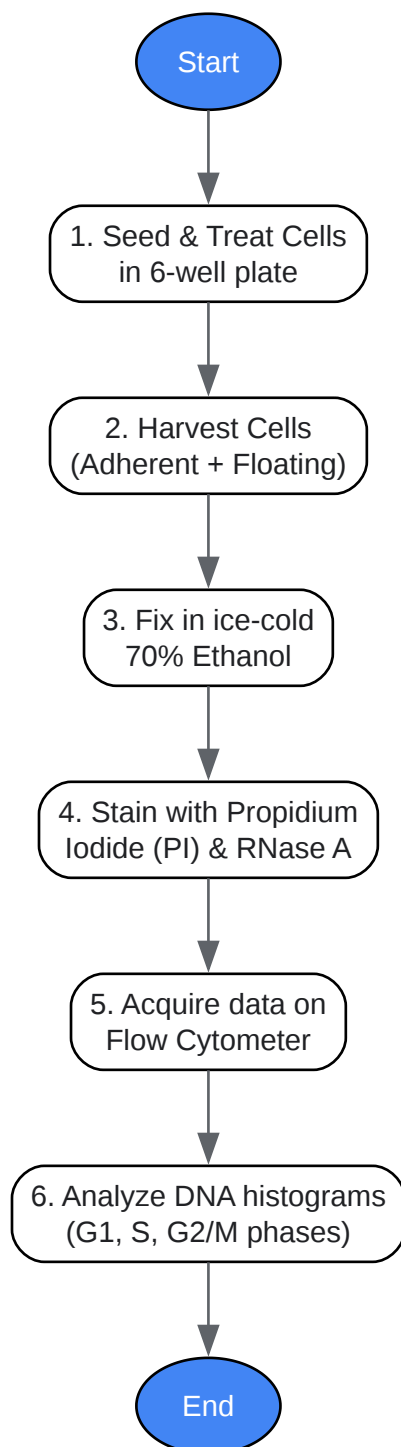 Start
1. Seed & Treat Cells
in 6-well plate
2. Harvest Cells
(Adherent + Floating)
3. Fix in ice-cold
70% Ethanol
4. Stain with Propidium
Iodide (PI) & RNase A
5. Acquire data on
Flow Cytometer
6. Analyze DNA histograms
(G1, S, G2/M phases)
End